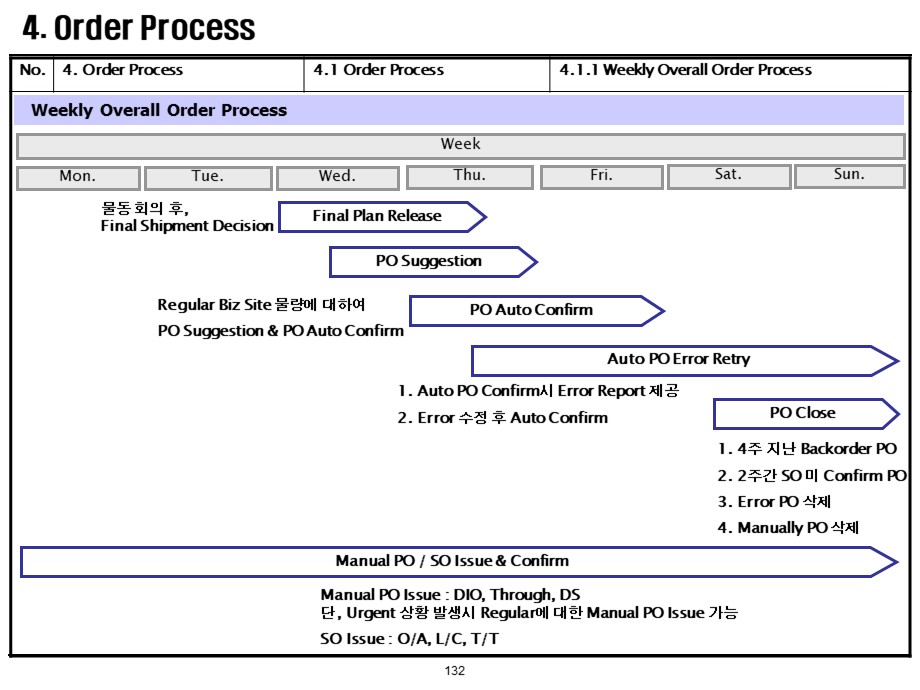 4. Order Process
No. 4. Order Process 4.1 Order Process 4.1.1 Weekly Overall Order Process
Weekly Overall Order Process
Week
Mon. Tue. Wed. Thu. Fri. Sat. Sun.
물동 회의 후,
Final Shipment Decision
Final Plan Release
PO Suggestion
Regular Biz Site 물량에 대하여
PO Suggestion & PO Auto Confirm
PO Auto Confirm
Auto PO Error Retry
1. Auto PO Confirm시 Error Report 제공
2. Error 수정 후 Auto Confirm
PO Close
1. 4주 지난 Backorder PO
2. 2주간 SO 미 Confirm PO
3. Error PO 삭제
4. Manually PO 삭제
Manual PO / SO Issue & Confirm
Manual PO Issue : DIO, Through, DS
단, Urgent 상황 발생시 Regular에 대한 Manual PO Issue 가능
SO Issue : O/A, L/C, T/T
132